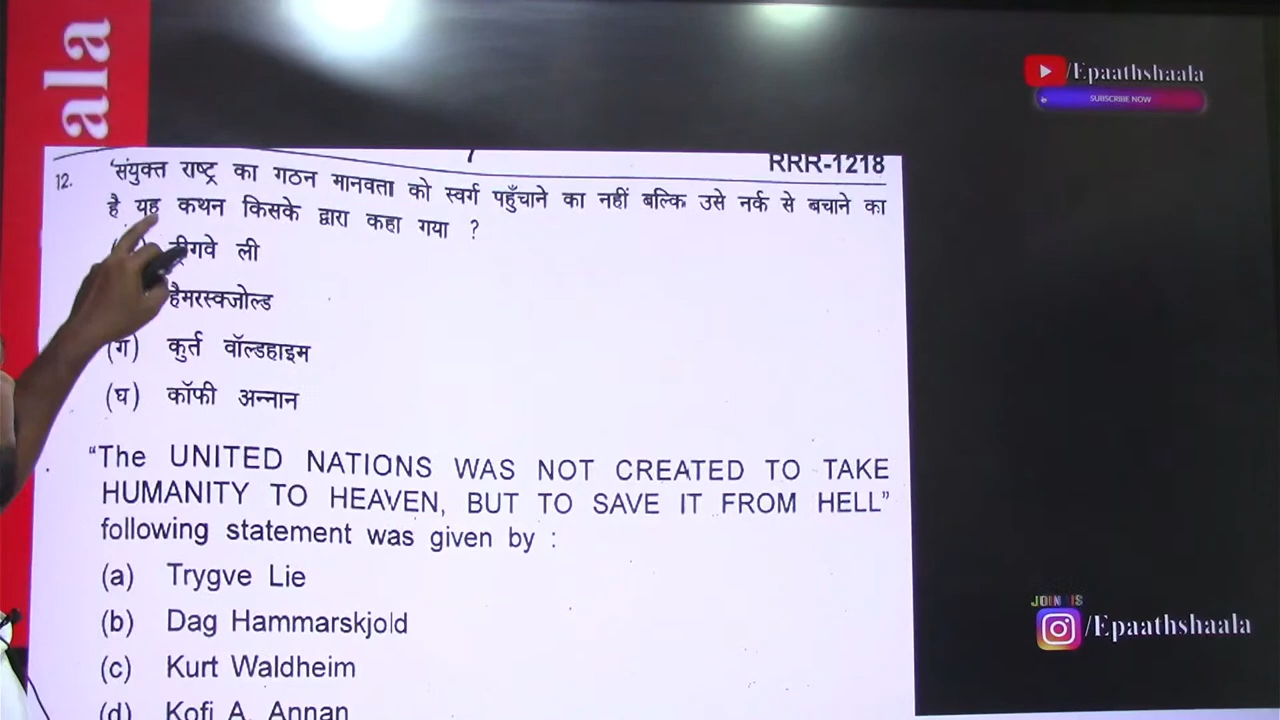 ala
/Epaathshaala
SUBSCRIBE NOW
RRR-1218
12. 'संयुक्त राष्ट्र का गठन मानवता को स्वर्ग पहुँचाने का नहीं बल्कि उसे नर्क से बचाने का
है यह कथन किसके द्वारा कहा गया ?
ली
हैमरस्क्जोल्ड
(ग) कुर्त वॉल्डहाइम
(घ) कॉफी अन्नान
"The UNITED NATIONS WAS NOT CREATED TO TAKE
HUMANITY TO HEAVEN, BUT TO SAVE IT FROM HELL"
following statement was given by :
(a) Trygve Lie
(b) Dag Hammarskjold
(c) Kurt Waldheim
(d) Kofi A. Annan
JOIN US
/Epaathshaala